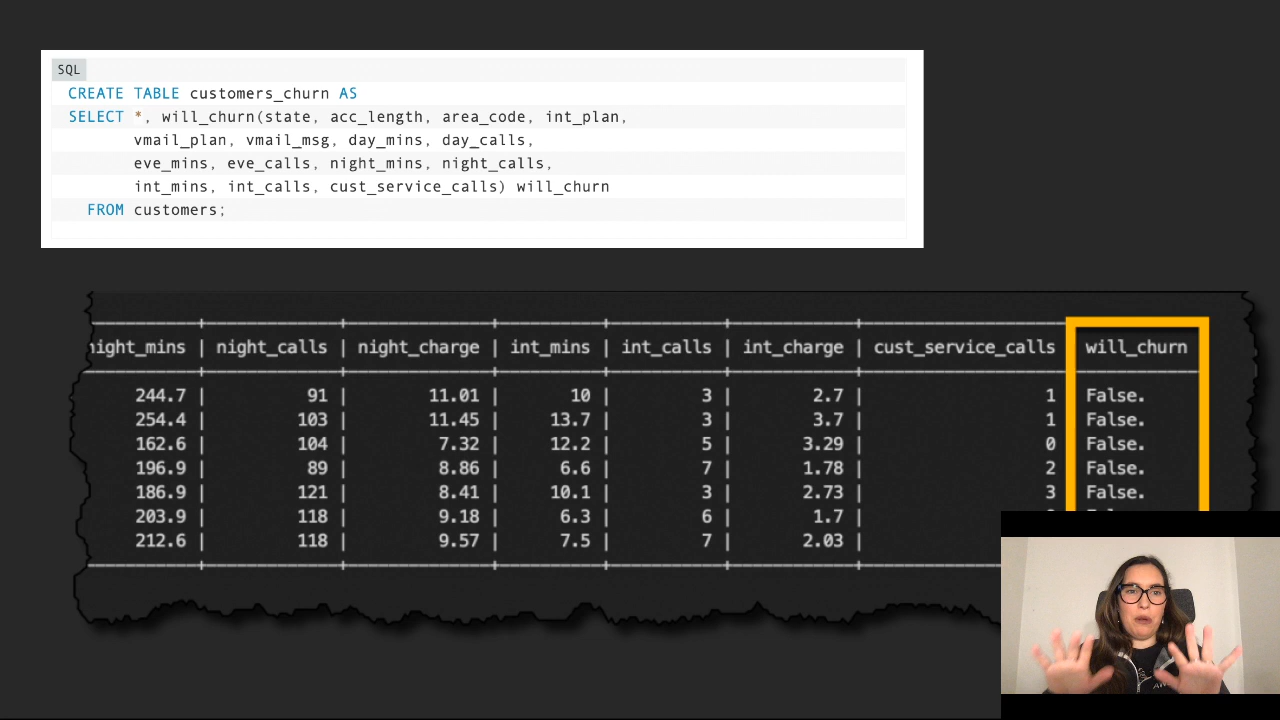 SQL
CREATE TABLE customers_churn AS
SELECT *, will_churn(state, acc_length, area_code, int_plan,
vmail_plan, vmail_msg, day_mins, day_calls,
eve_mins, eve_calls, night_mins, night_calls,
int_mins, int_calls, cust_service_calls) will_churn
FROM customers;
night_mins | night_calls | night_charge | int_mins | int_calls | int_charge | cust_service_calls | will_churn
244.7 | 91 | 11.01 | 10 | 3 | 2.7 | 1 | False.
254.4 | 103 | 11.45 | 13.7 | 3 | 3.7 | 1 | False.
162.6 | 104 | 7.32 | 12.2 | 5 | 3.29 | 0 | False.
196.9 | 89 | 8.86 | 6.6 | 7 | 1.78 | 2 | False.
186.9 | 121 | 8.41 | 10.1 | 3 | 2.73 | 3 | False.
203.9 | 118 | 9.18 | 6.3 | 6 | 1.7 |
212.6 | 118 | 9.57 | 7.5 | 7 | 2.03 |